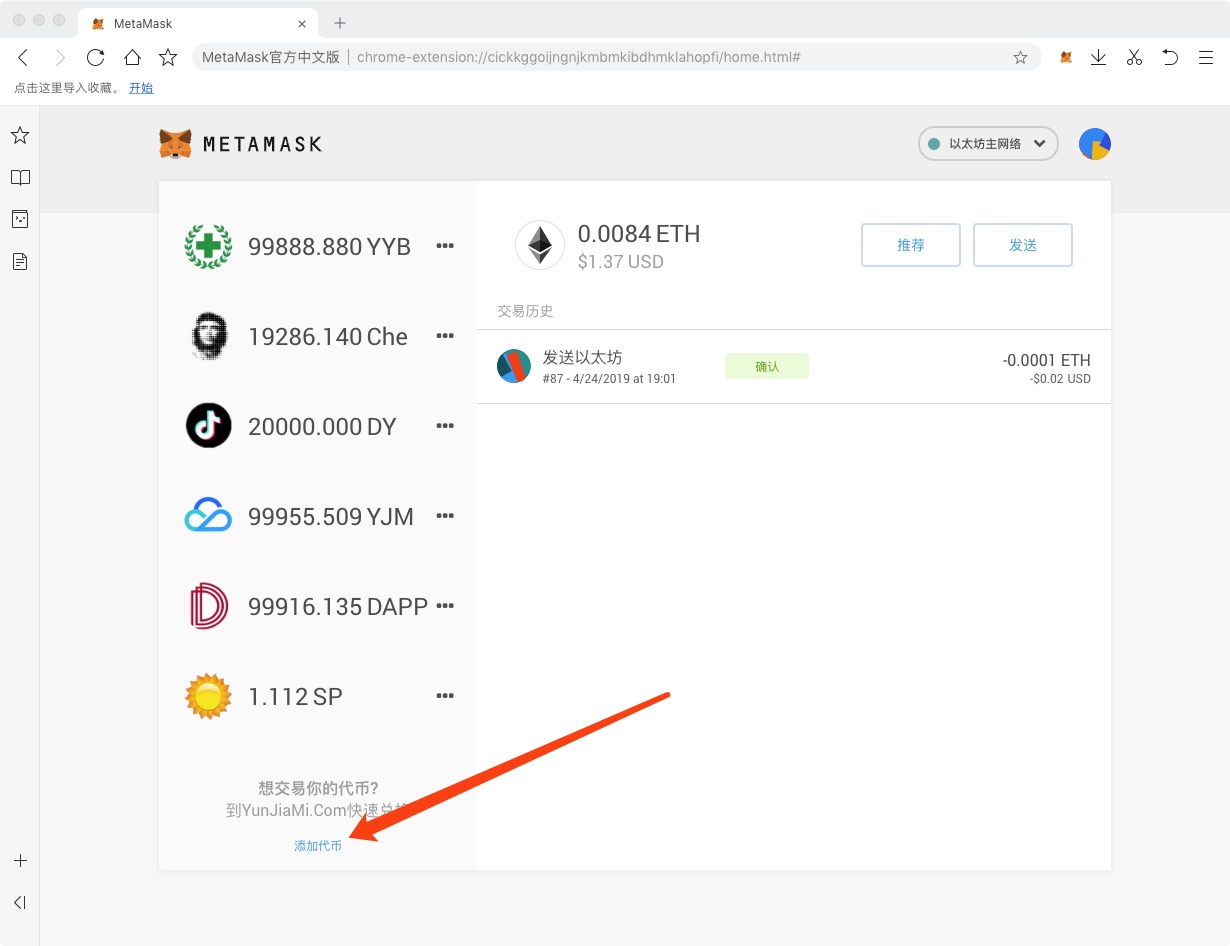 MetaMask
MetaMask官方中文版
chrome-extension://cickkggoijngnjkmbmkibdhmklahopfi/home.html#
点击这里导入收藏。 开始
METAMASK
以太坊主网络
99888.880 YYB
19286.140 Che
20000.000 DY
99955.509 YJM
99916.135 DAPP
1.112 SP
想交易你的代币?
到YunJiaMi.Com快速兑
添加代币
0.0084 ETH
$1.37 USD
推荐
发送
交易历史
发送以太坊
#87 - 4/24/2019 at 19:01
确认
-0.0001 ETH
-$0.02 USD